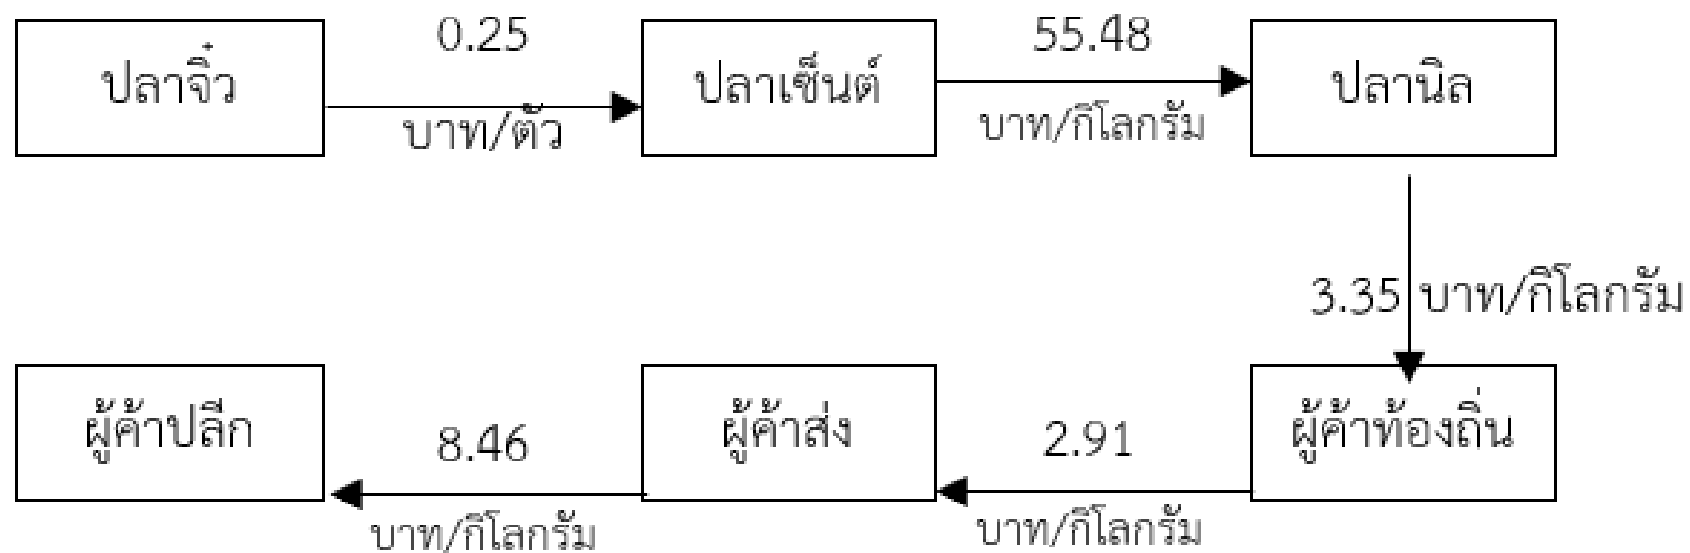 ปลาจิ๋ว
0.25
บาท/ตัว
ปลาเซ็นต์
55.48
บาท/กิโลกรัม
ปลานิล
3.35 บาท/กิโลกรัม
ผู้ค้าท้องถิ่น
2.91
บาท/กิโลกรัม
ผู้ค้าส่ง
8.46
บาท/กิโลกรัม
ผู้ค้าปลีก